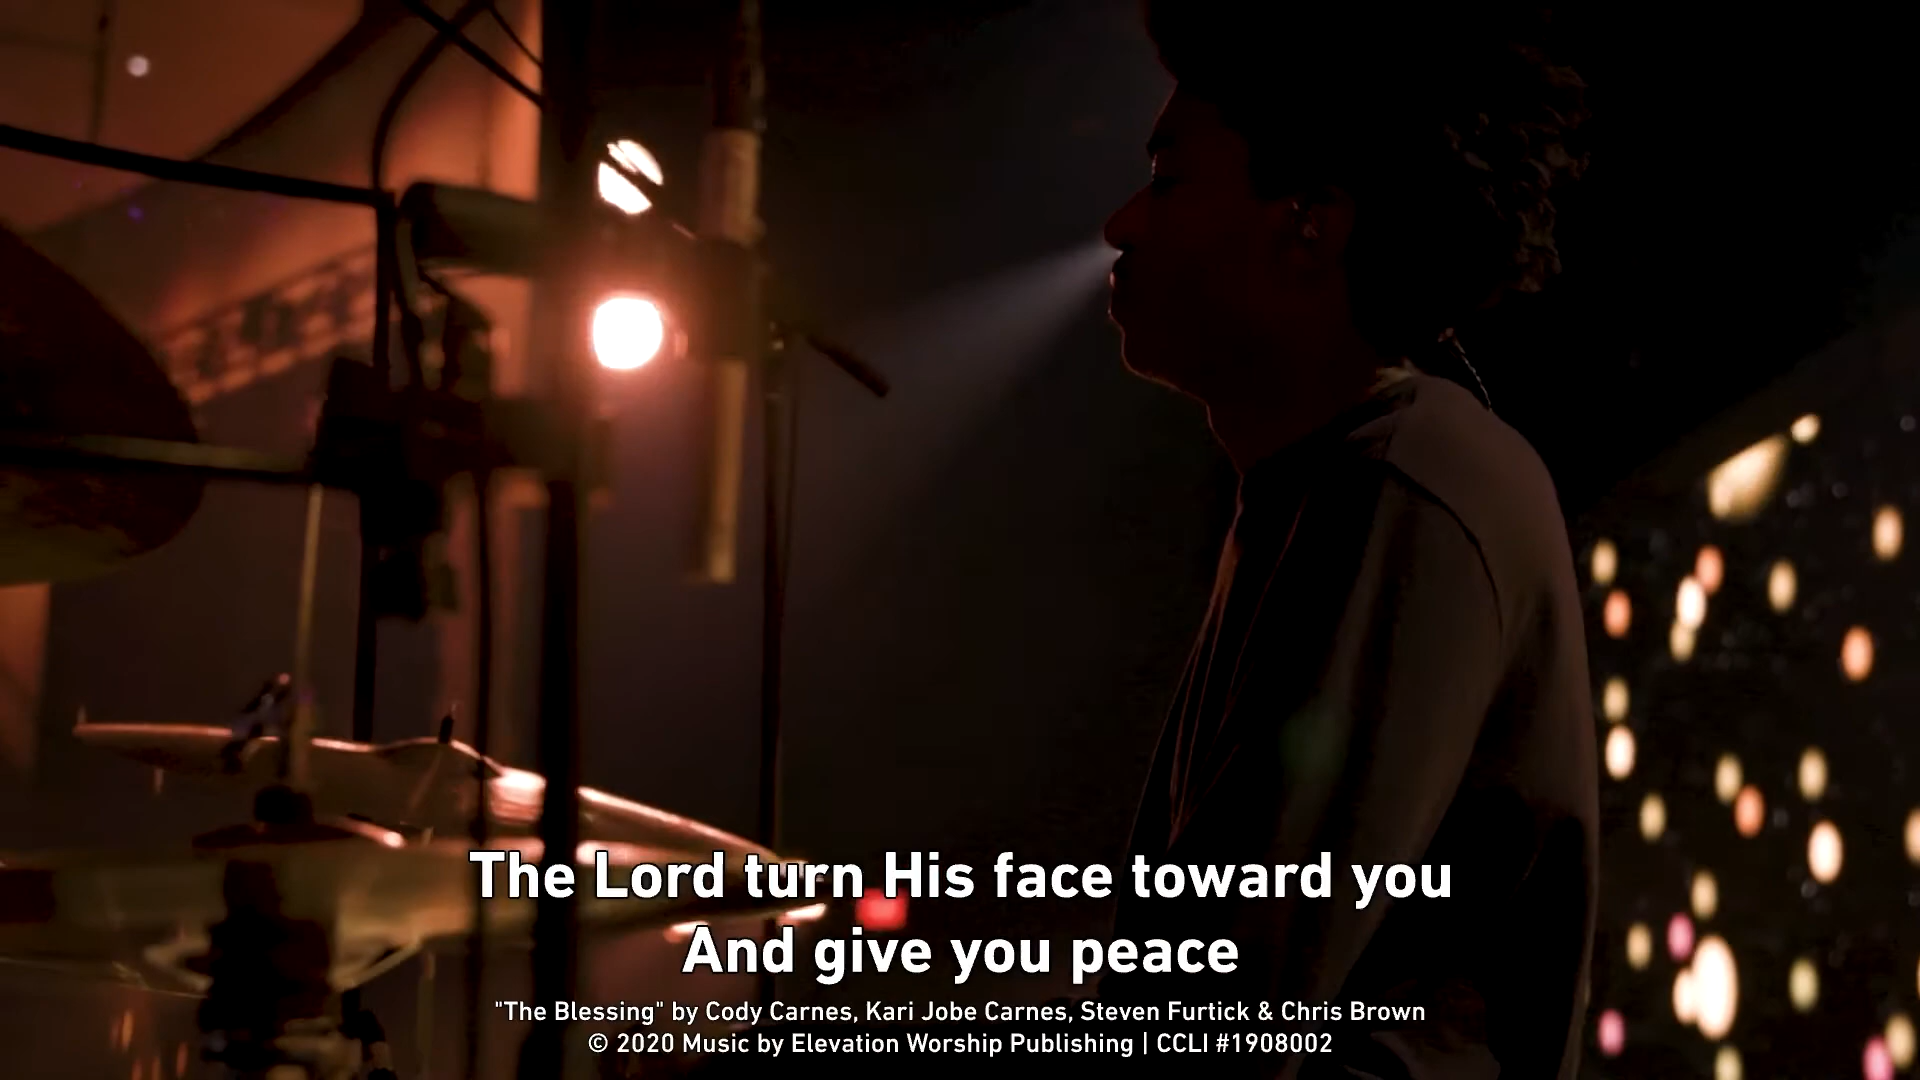 The Lord turn His face toward you
And give you peace
"The Blessing" by Cody Carnes, Kari Jobe Carnes, Steven Furtick & Chris Brown
© 2020 Music by Elevation Worship Publishing | CCLI #1908002